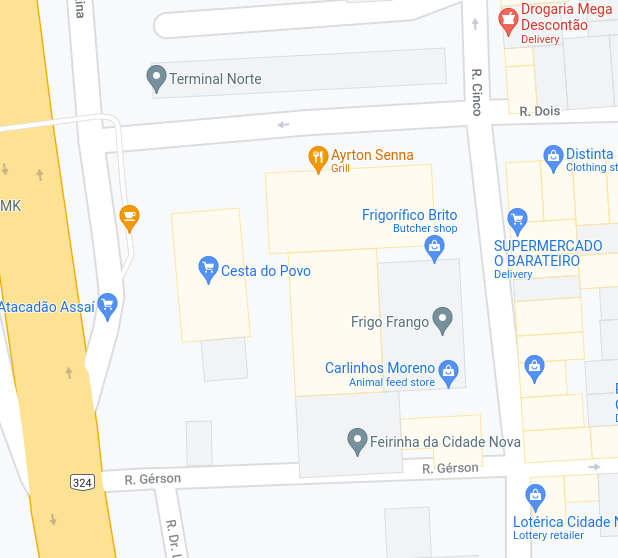 Drogaria Mega
Descontão
Delivery
Terminal Norte
R. Cinco
R. Dois
Ayrton Senna
Grill
Distinta
Clothing st
MK
Frigorífico Brito
Butcher shop
SUPERMERCADO
O BARATEIRO
Delivery
Cesta do Povo
Atacadão Assaí
Frigo Frango
Carlinhos Moreno
Animal feed store
Feirinha da Cidade Nova
R. Gérson
R. Gérson
324
R. Dr. L
Lotérica Cidade N
Lottery retailer